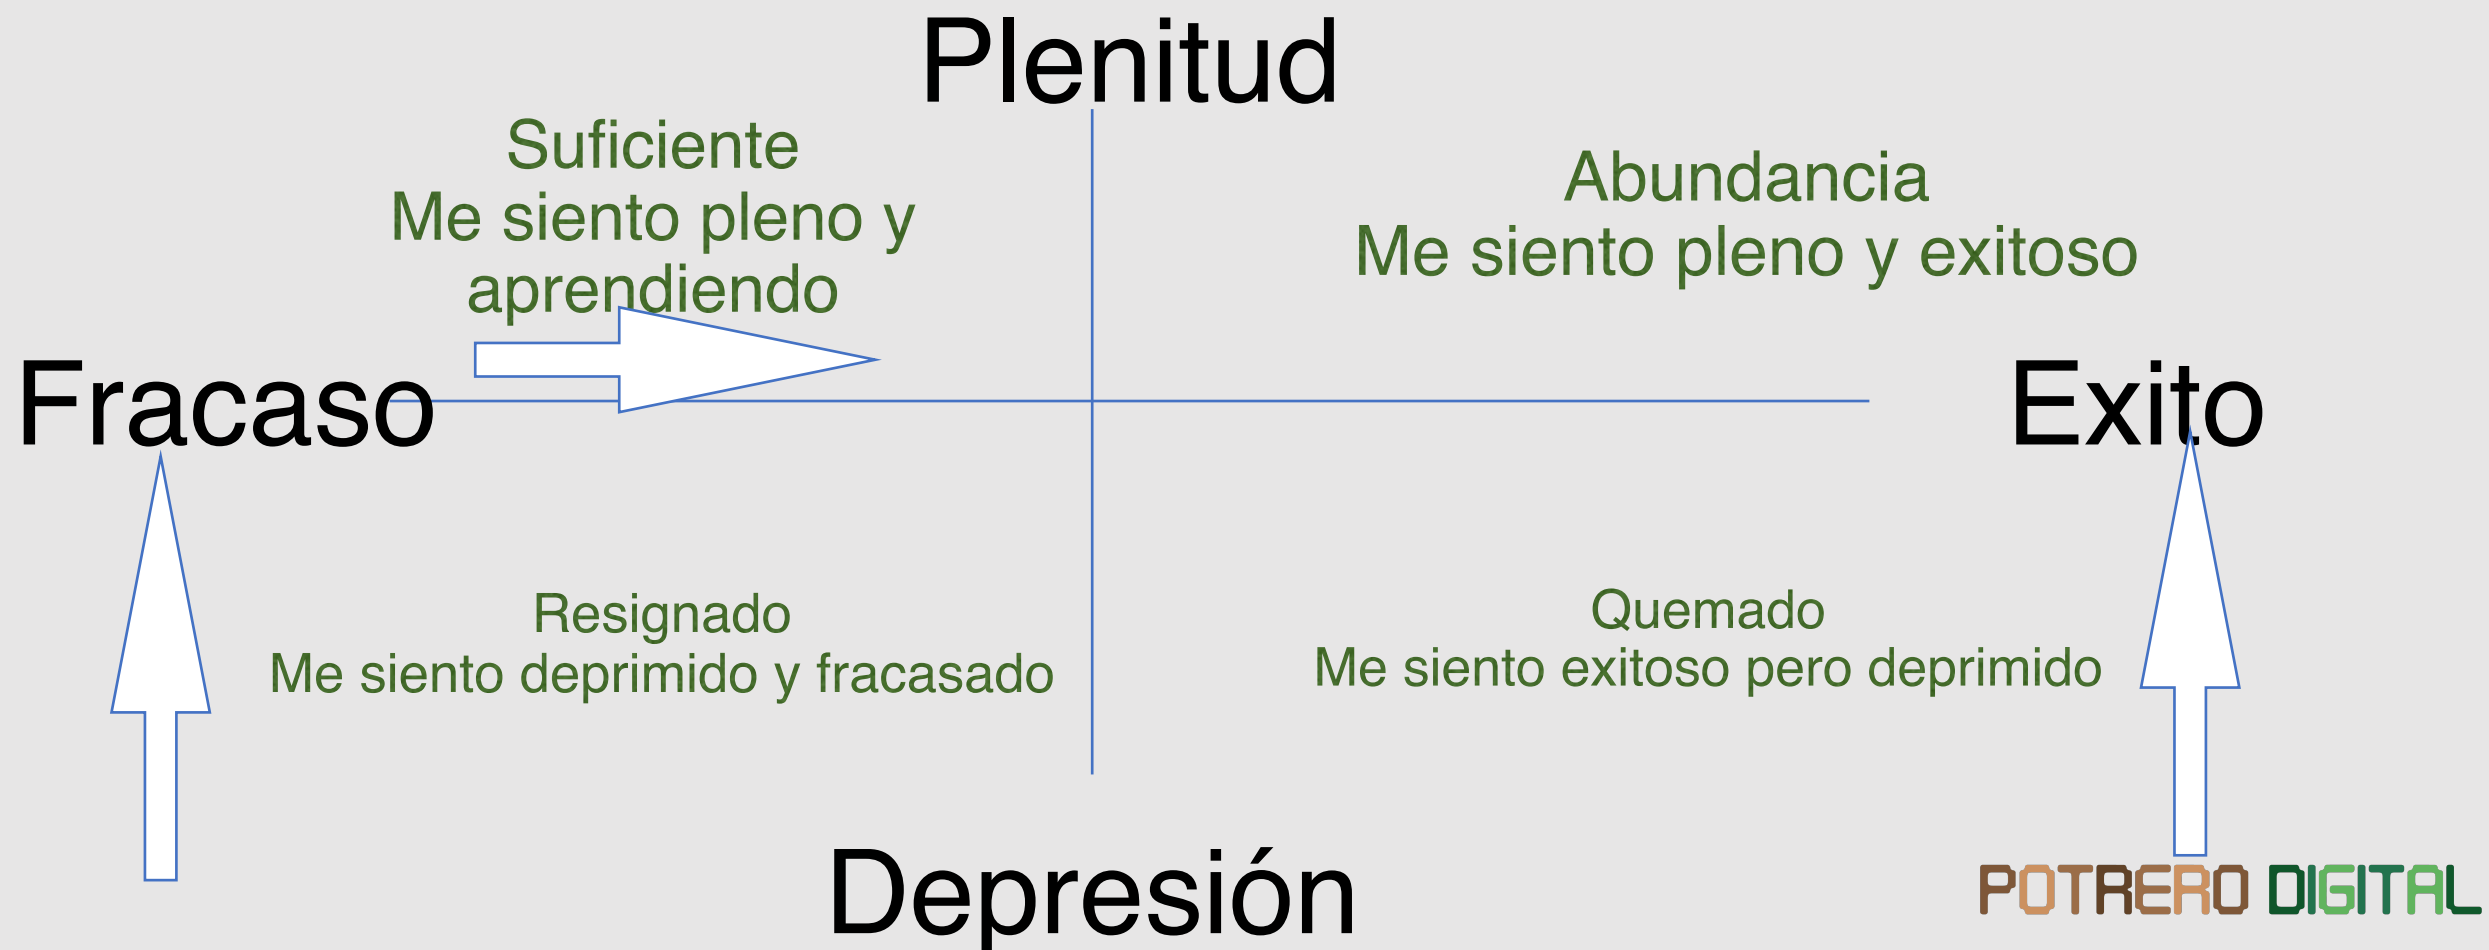 Plenitud
Suficiente
Me siento pleno y
aprendiendo
Abundancia
Me siento pleno y exitoso
Fracaso
Exito
Resignado
Me siento deprimido y fracasado
Quemado
Me siento exitoso pero deprimido
Depresión
POTRERO DIGITAL